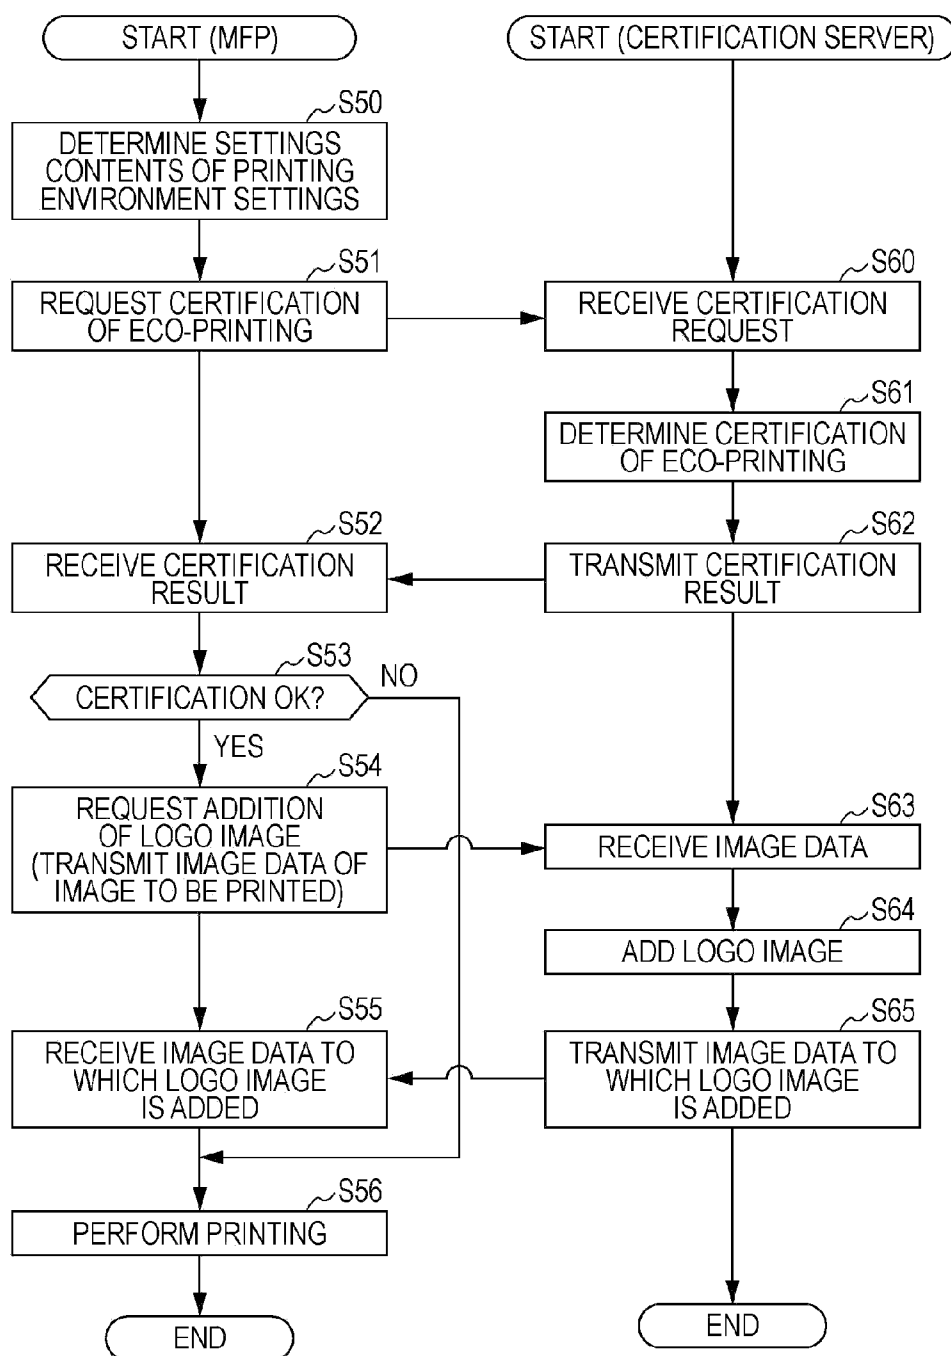 START (MFP)
START (CERTIFICATION SERVER)
S50
DETERMINE SETTINGS
CONTENTS OF PRINTING
ENVIRONMENT SETTINGS
S51
REQUEST CERTIFICATION
OF ECO-PRINTING
S60
RECEIVE CERTIFICATION
REQUEST
S61
DETERMINE CERTIFICATION
OF ECO-PRINTING
S52
RECEIVE CERTIFICATION
RESULT
S62
TRANSMIT CERTIFICATION
RESULT
S53
CERTIFICATION OK?
NO
YES
S54
REQUEST ADDITION
OF LOGO IMAGE
(TRANSMIT IMAGE DATA OF
IMAGE TO BE PRINTED)
S63
RECEIVE IMAGE DATA
S64
ADD LOGO IMAGE
S55
RECEIVE IMAGE DATA TO
WHICH LOGO IMAGE
IS ADDED
S65
TRANSMIT IMAGE DATA TO
WHICH LOGO IMAGE
IS ADDED
S56
PERFORM PRINTING
END
END